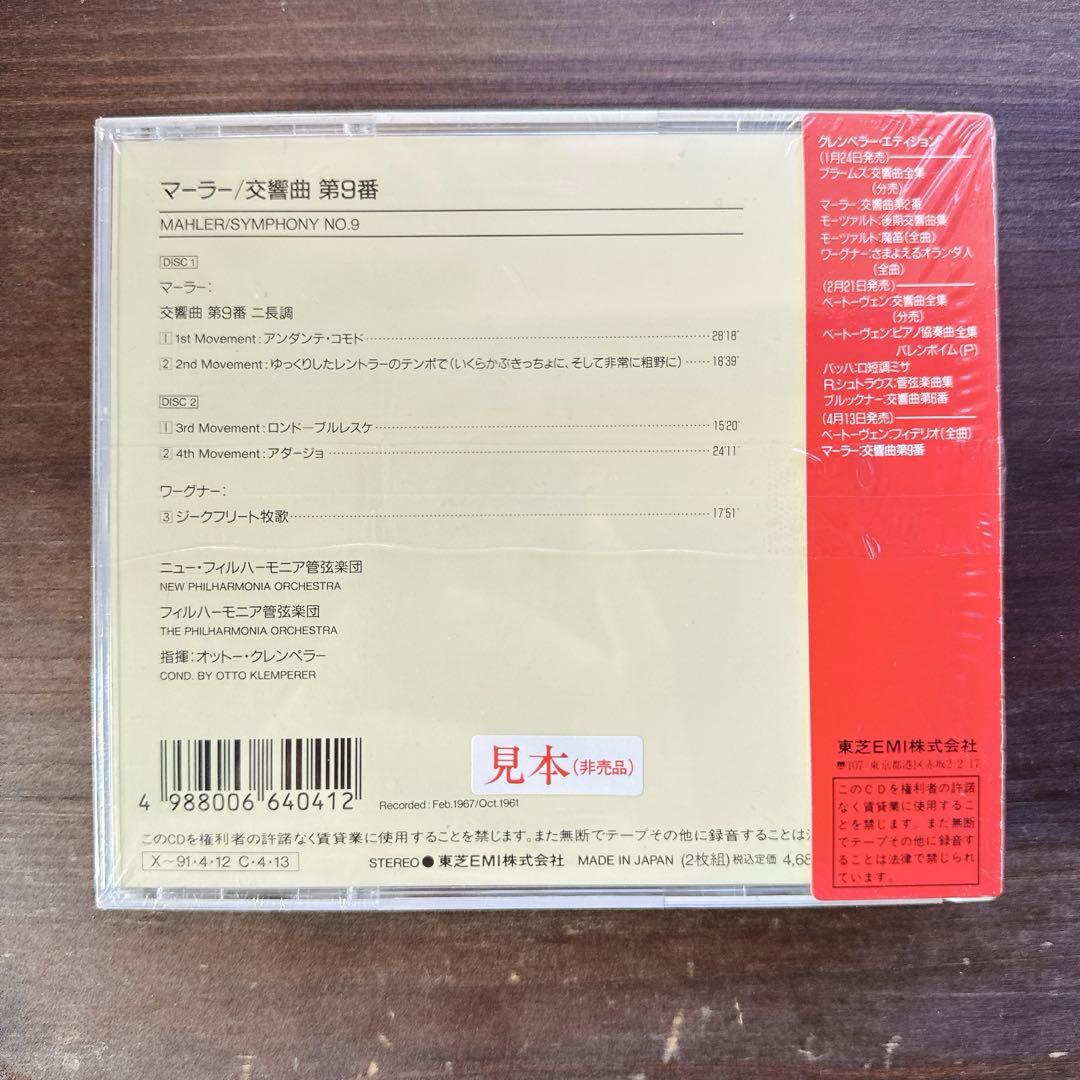 マーラー/交響曲 第9番
MAHLER/SYMPHONY NO.9
DISC 1
マーラー:
交響曲 第9番 ニ長調
1 1st Movement:アンダンテ・コモド 28'18"
2 2nd Movement:ゆっくりしたレントラーのテンポで(いくらかぶきっちょに、そして非常に粗野に) 18'39"
DISC 2
1 3rd Movement:ロンドーブルレスケ 15'20"
2 4th Movement:アダージョ 24'11"
ワーグナー:
3 ジークフリート牧歌 17'51"
ニュー・フィルハーモニア管弦楽団
NEW PHILHARMONIA ORCHESTRA
フィルハーモニア管弦楽団
THE PHILHARMONIA ORCHESTRA
指揮:オットー・クレンペラー
COND. BY OTTO KLEMPERER
4 988006 640412
Recorded: Feb.1967/Oct.1961
見本(非売品)
このCDを権利者の許諾なく賃貸業に使用することを禁じます。また無断でテープその他に録音することは
X〜91・4・12 C・4・13
STEREO ● 東芝EMI株式会社 MADE IN JAPAN (2枚組) 税込定価 4,68
クレンペラー・エディション
(1月24日発売)
ブラームス:交響曲全集
(分売)
マーラー:交響曲第2番
モーツァルト:後期交響曲集
モーツァルト:魔笛(全曲)
ワーグナー:さまよえるオランダ人
(全曲)
(2月21日発売)
ベートーヴェン:交響曲全集
(分売)
ベートーヴェン:ピアノ協奏曲全集
バレンボイム(P)
バッハ:ロ短調ミサ
R.シュトラウス:管弦楽曲集
ブルックナー:交響曲第6番
(4月13日発売)
ベートーヴェン:フィデリオ(全曲)
マーラー:交響曲第9番
東芝EMI株式会社
〠107 東京都港区赤坂2-2-17
このCDを権利者の許諾
なく賃貸業に使用するこ
とを禁じます。また無断
でテープその他に録音す
ることは法律で禁じられ
ています。